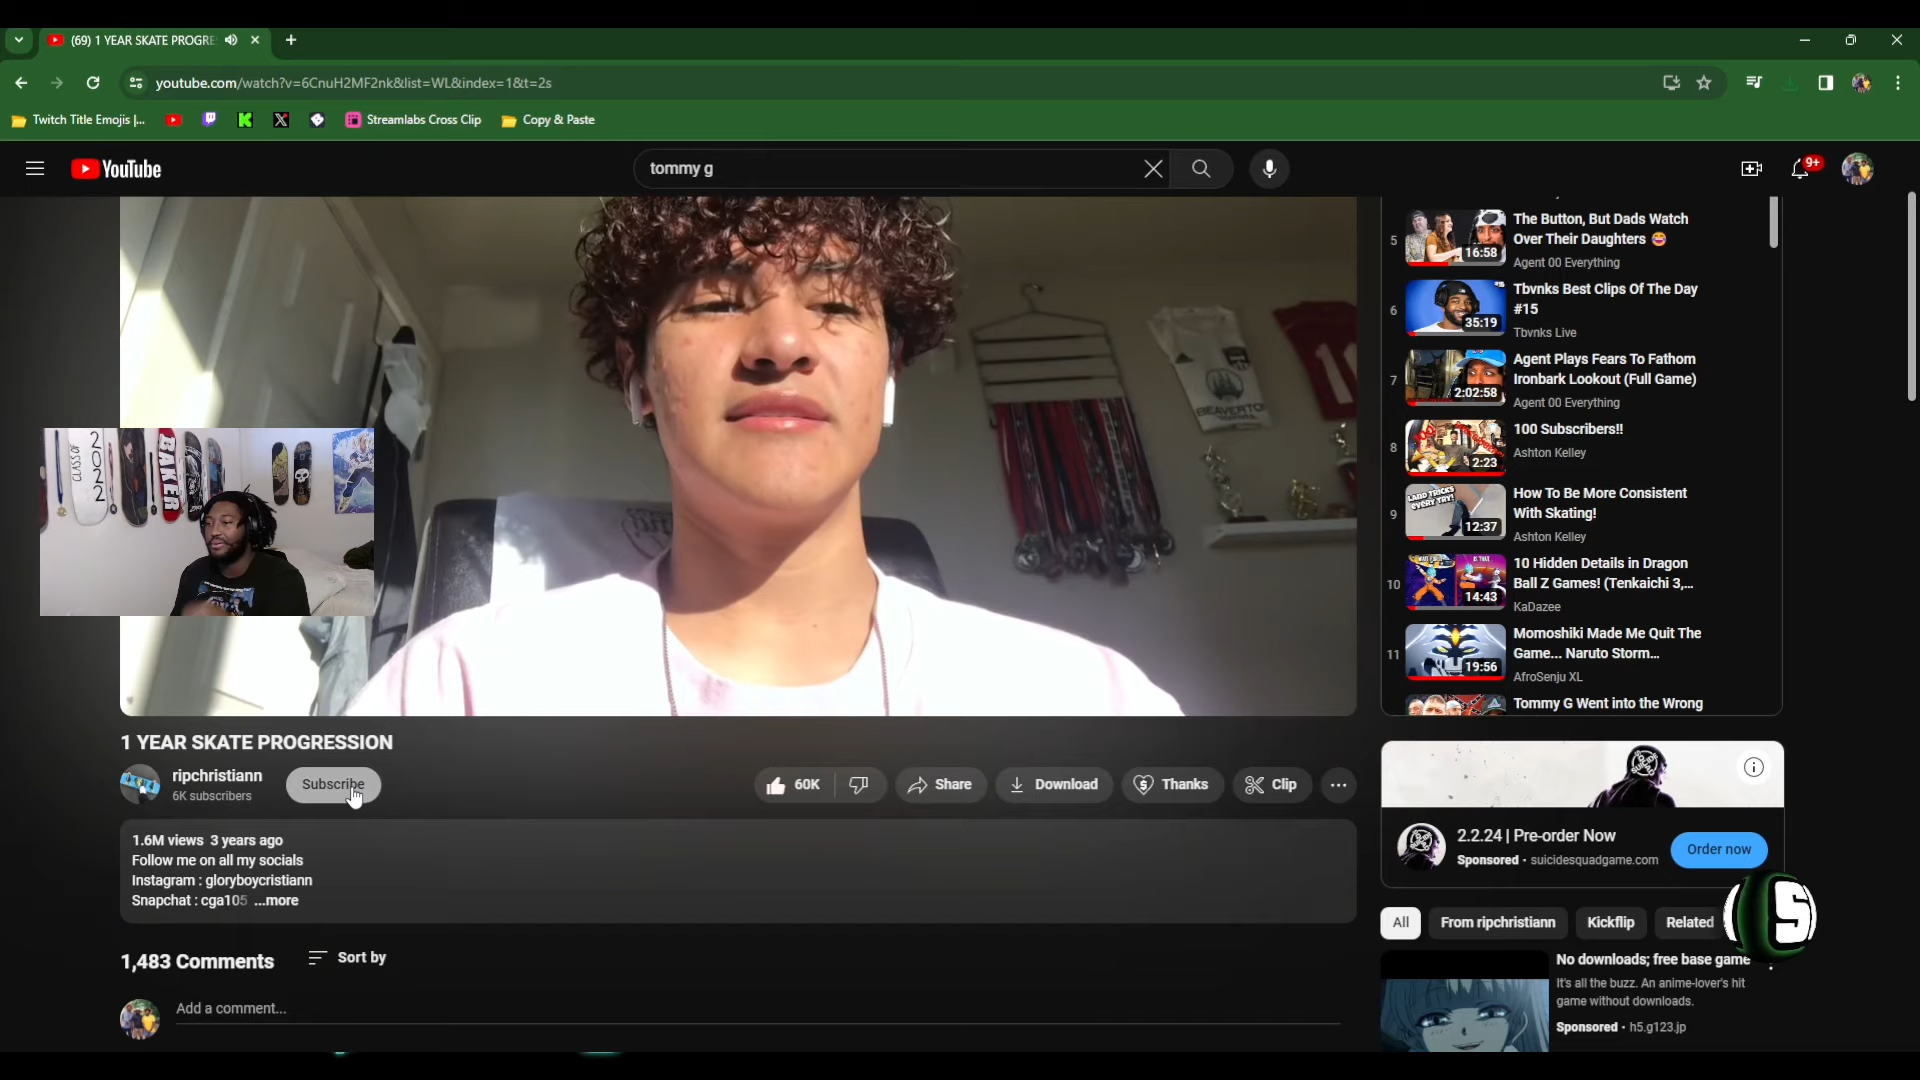 (69) 1 YEAR SKATE PROGRE
youtube.com/watch?v=6CnuH2MF2nk&list=WL&index=1&t=2s
Twitch Title Emojis |...
Streamlabs Cross Clip
Copy & Paste
YouTube
tommy g
9+
5
16:58
The Button, But Dads Watch
Over Their Daughters 😂
Agent 00 Everything
6
35:19
Tbvnks Best Clips Of The Day
#15
Tbvnks Live
7
2:02:58
Agent Plays Fears To Fathom
Ironbark Lookout (Full Game)
Agent 00 Everything
8
2:23
100 Subscribers!!
Ashton Kelley
9
LAND TRICKS
EVERY TRY!
12:37
How To Be More Consistent
With Skating!
Ashton Kelley
10
14:43
10 Hidden Details in Dragon
Ball Z Games! (Tenkaichi 3,...
KaDazee
11
19:56
Momoshiki Made Me Quit The
Game... Naruto Storm...
AfroSenju XL
Tommy G Went into the Wrong
BEAVERTON
CLASS OF
2022
BAKER
1 YEAR SKATE PROGRESSION
ripchristiann
6K subscribers
Subscribe
60K
Share
Download
Thanks
Clip
1.6M views 3 years ago
Follow me on all my socials
Instagram : gloryboycristiann
Snapchat : cga105 ...more
1,483 Comments
Sort by
Add a comment...
2.2.24 | Pre-order Now
Sponsored · suicidesquadgame.com
Order now
All
From ripchristiann
Kickflip
Related
No downloads; free base game
It's all the buzz. An anime-lover's hit
game without downloads.
Sponsored · h5.g123.jp